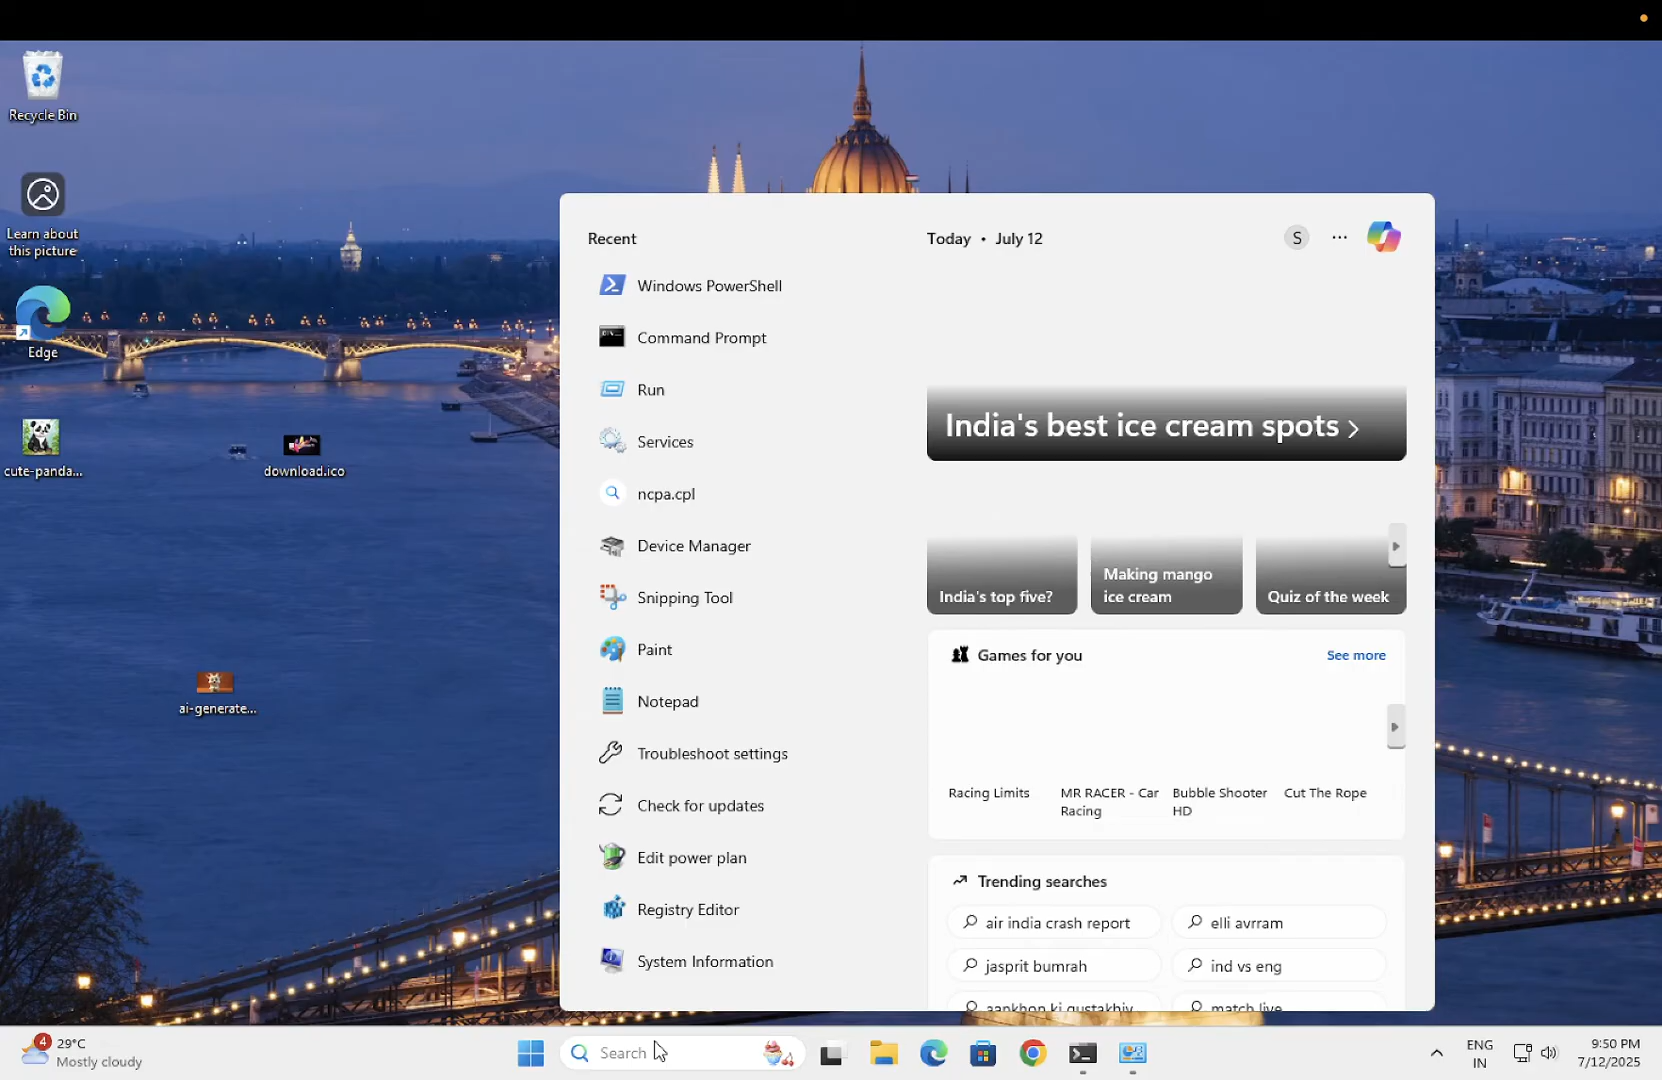 Recycle Bin
Learn about
this picture
Edge
cute-panda...
download.ico
ai-generate...
Recent
Windows PowerShell
Command Prompt
Run
Services
ncpa.cpl
Device Manager
Snipping Tool
Paint
Notepad
Troubleshoot settings
Check for updates
Edit power plan
Registry Editor
System Information
Today • July 12
S
India's best ice cream spots
India's top five?
Making mango
ice cream
Quiz of the week
Games for you
See more
Racing Limits
MR RACER - Car
Racing
Bubble Shooter
HD
Cut The Rope
Trending searches
air india crash report
elli avrram
jasprit bumrah
ind vs eng
aankhon ki gustakhiy
match live
4
29°C
Mostly cloudy
Search
ENG
IN
9:50 PM
7/12/2025